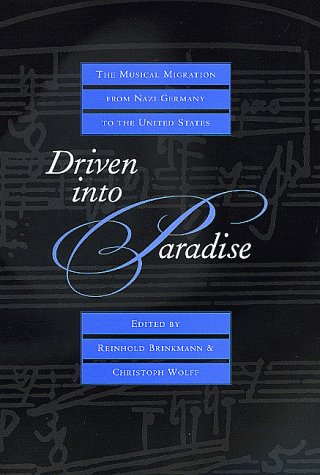 The Musical Migration
from Nazi Germany
to the United States
Driven
into
Paradise
Edited by
Reinhold Brinkmann &
Christoph Wolff